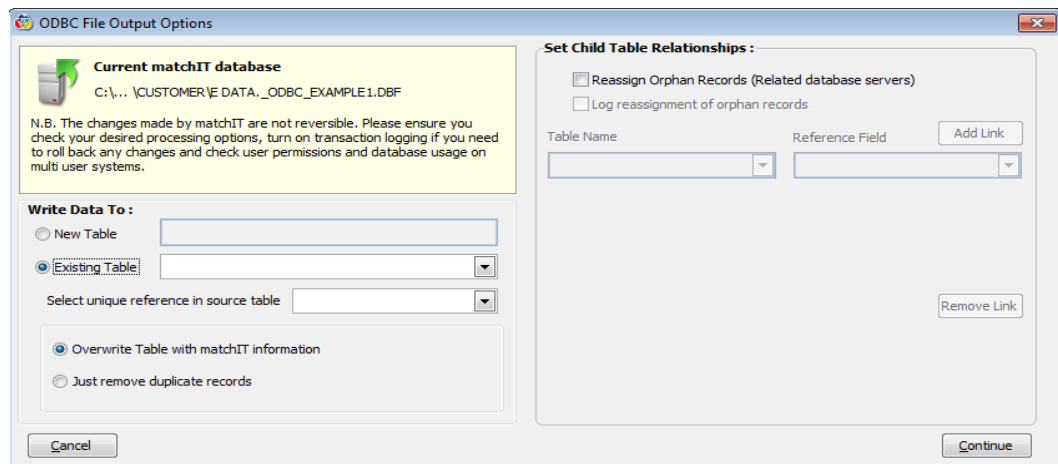 ODBC File Output Options
Current matchIT database
C:\... \CUSTOMER\E DATA._ODBC_EXAMPLE1.DBF
N.B. The changes made by matchIT are not reversible. Please ensure you
check your desired processing options, turn on transaction logging if you need
to roll back any changes and check user permissions and database usage on
multi user systems.
Write Data To :
New Table
Existing Table
Select unique reference in source table
Overwrite Table with matchIT information
Just remove duplicate records
Cancel
Set Child Table Relationships :
Reassign Orphan Records (Related database servers)
Log reassignment of orphan records
Table Name
Reference Field
Add Link
Remove Link
Continue